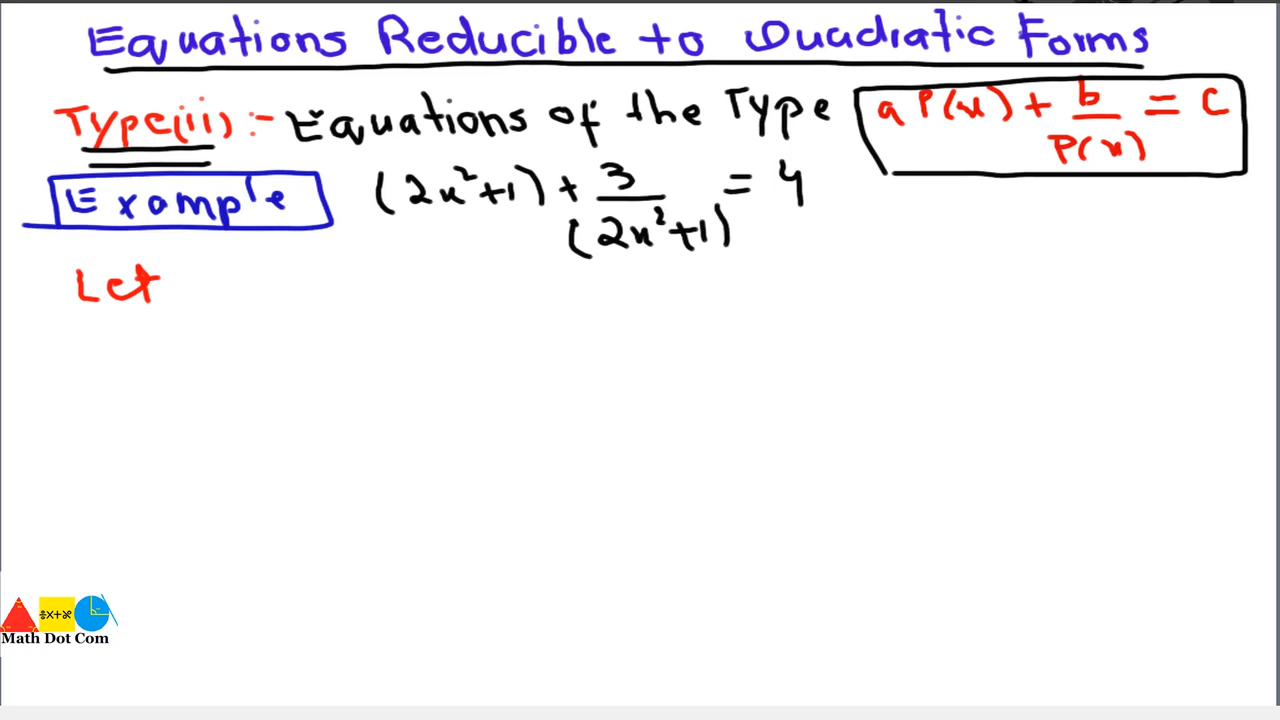 Equations Reducible to Quadratic Forms
Type(ii) :- Equations of the Type a P(x) + b/P(x) = C
Example (2x²+1) + 3/(2x²+1) = 4
Let
÷x+
Math Dot Com